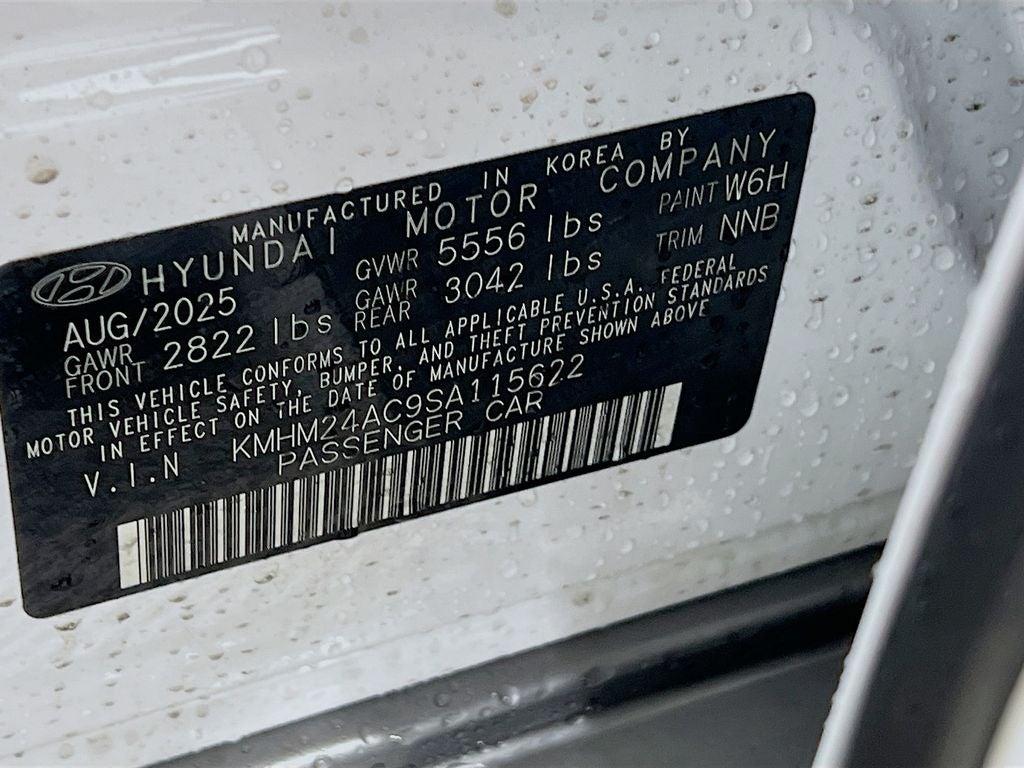 MANUFACTURED IN KOREA BY
HYUNDAI MOTOR COMPANY
AUG/2025 GVWR 5556 lbs PAINT W6H
GAWR FRONT 2822 lbs GAWR REAR 3042 lbs TRIM NNB
THIS VEHICLE CONFORMS TO ALL APPLICABLE U.S.A. FEDERAL
MOTOR VEHICLE SAFETY, BUMPER, AND THEFT PREVENTION STANDARDS
IN EFFECT ON THE DATE OF MANUFACTURE SHOWN ABOVE
V.I.N KMHM24AC9SA115622
PASSENGER CAR